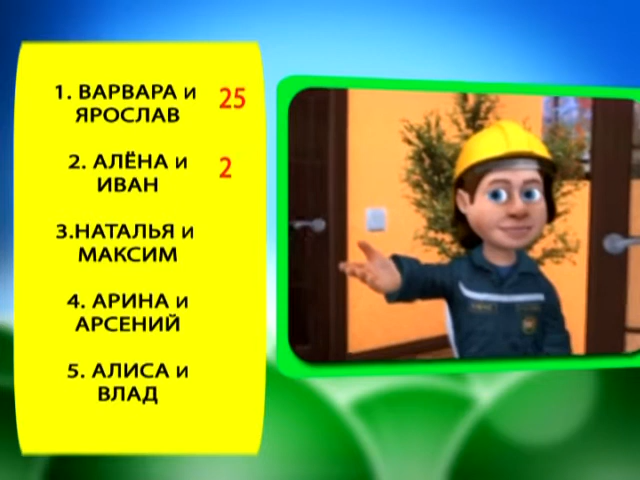 1. ВАРВАРА и 25
ЯРОСЛАВ
2. АЛЁНА и 2
ИВАН
3.НАТАЛЬЯ и
МАКСИМ
4. АРИНА и
АРСЕНИЙ
5. АЛИСА и
ВЛАД